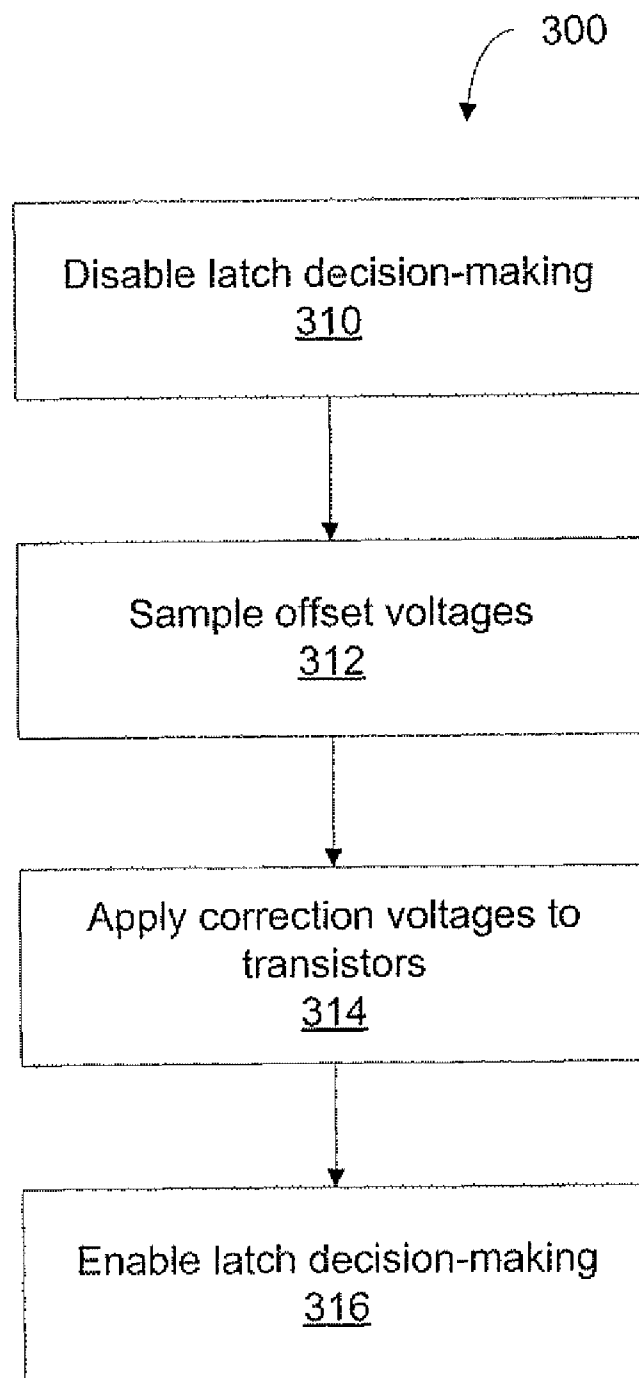 300
Disable latch decision-making
310
Sample offset voltages
312
Apply correction voltages to
transistors
314
Enable latch decision-making
316